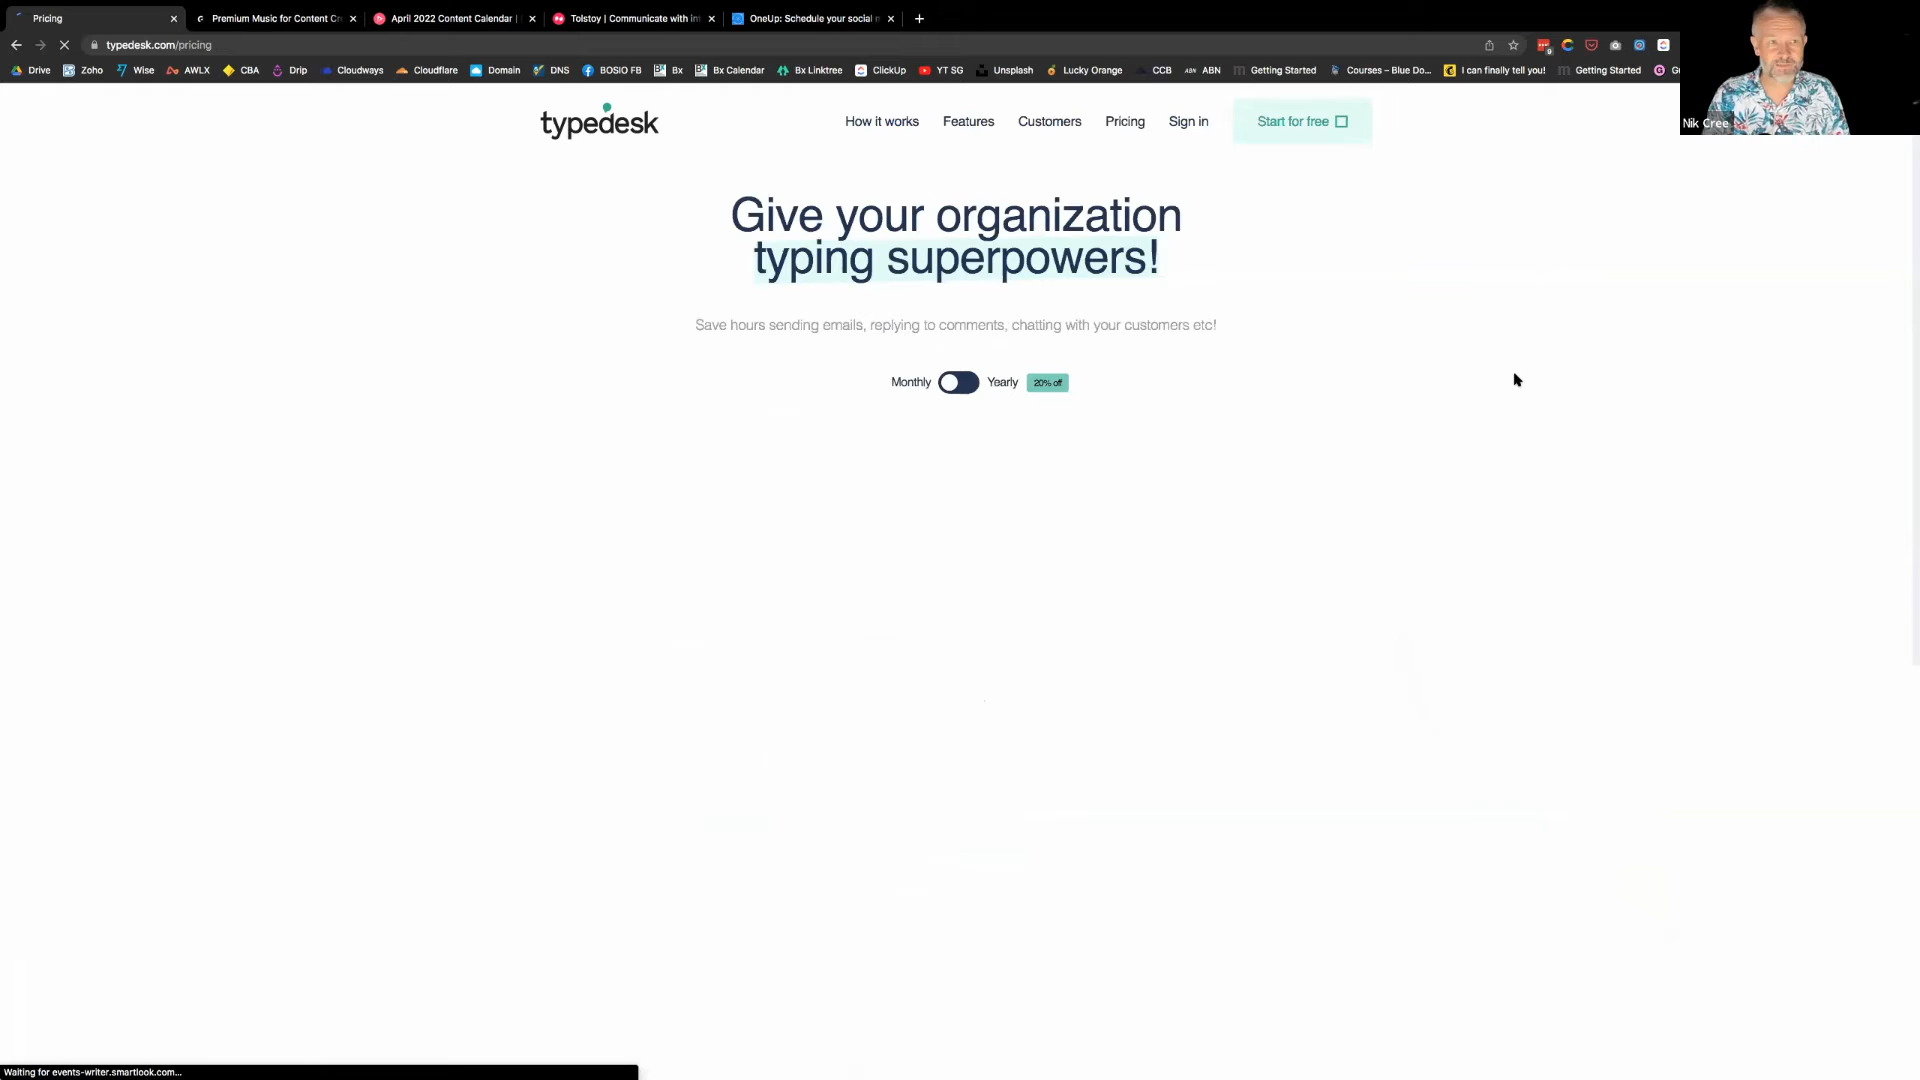 Pricing
Premium Music for Content Cr
April 2022 Content Calendar |
Tolstoy | Communicate with int
OneUp: Schedule your social m
typedesk.com/pricing
Drive
Zoho
Wise
AWLX
CBA
Drip
Cloudways
Cloudflare
Domain
DNS
BOSIO FB
Bx
Bx Calendar
Bx Linktree
ClickUp
YT SG
Unsplash
Lucky Orange
CCB
ABN
Getting Started
Courses – Blue Do...
I can finally tell you!
Getting Started
Nik Cree
typedesk
How it works
Features
Customers
Pricing
Sign in
Start for free
Give your organization
typing superpowers!
Save hours sending emails, replying to comments, chatting with your customers etc!
Monthly
Yearly
20% off
Waiting for events-writer.smartlook.com...